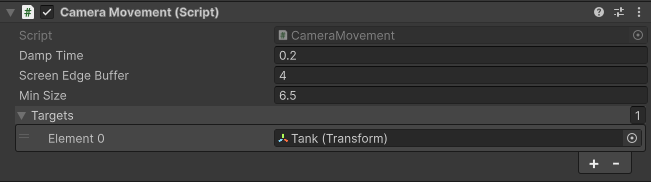 Camera Movement (Script)
Script CameraMovement
Damp Time 0.2
Screen Edge Buffer 4
Min Size 6.5
Targets 1
Element 0 Tank (Transform)
+ -